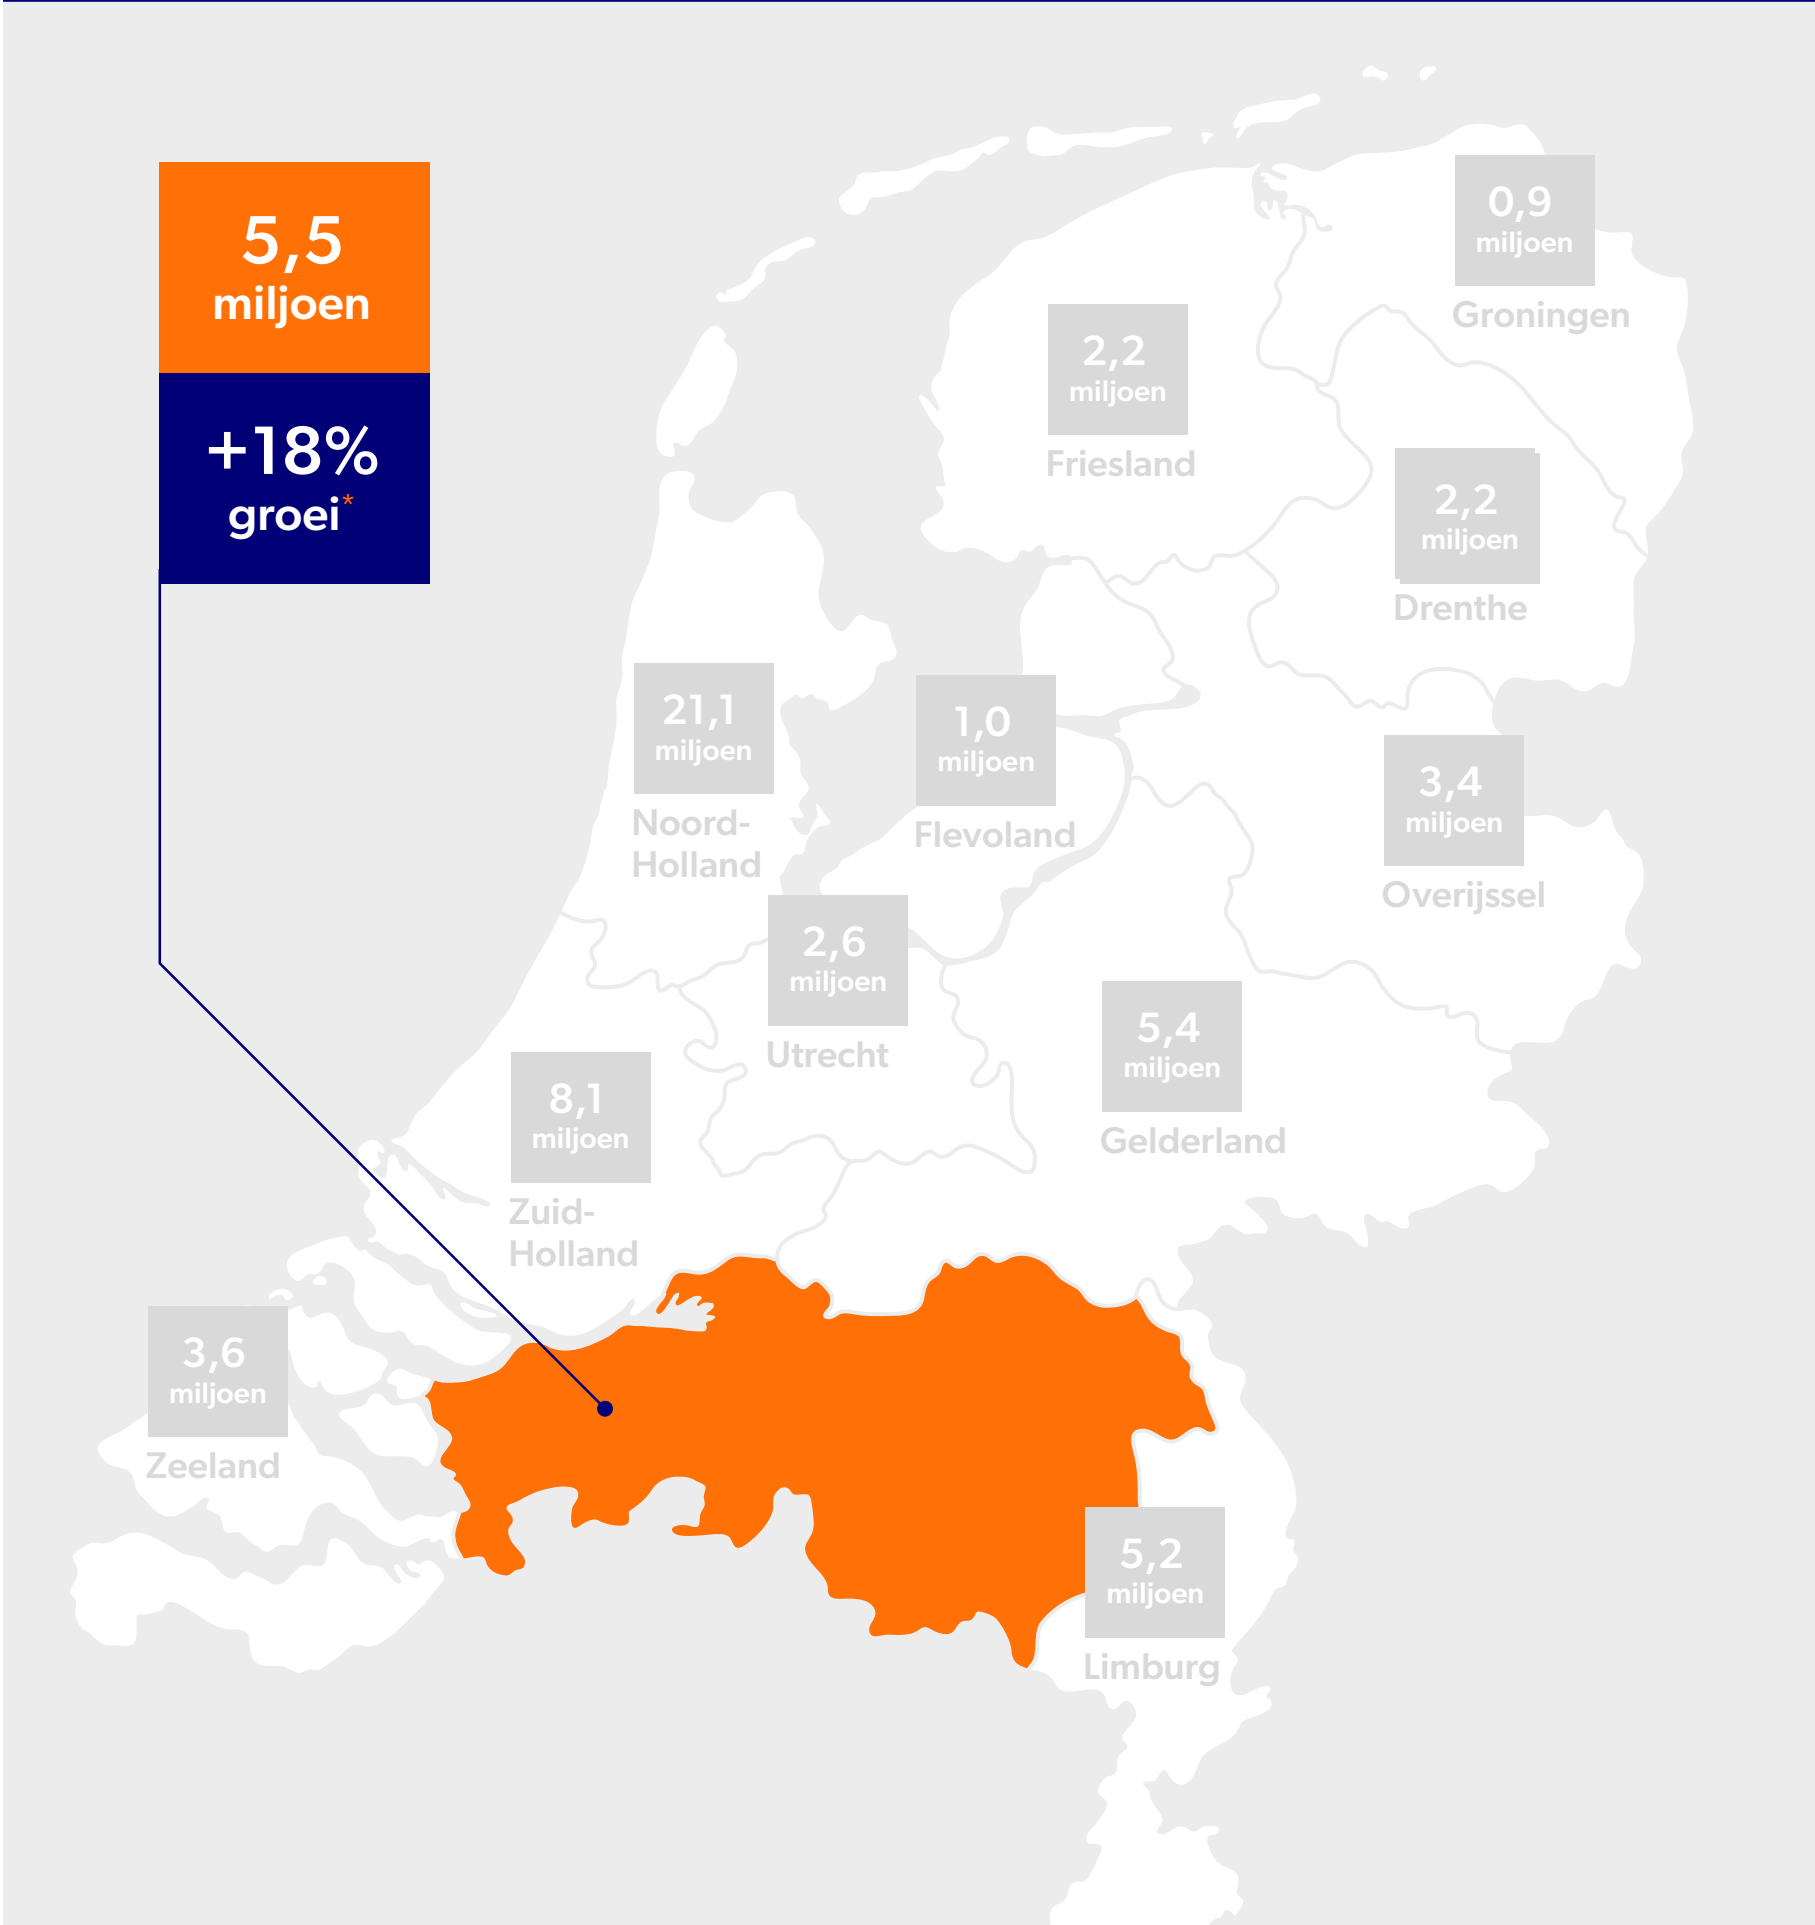 5,5
miljoen
+18%
groei*
0,9
miljoen
Groningen
2,2
miljoen
Friesland
2,2
miljoen
Drenthe
21,1
miljoen
Noord-
Holland
1,0
miljoen
Flevoland
3,4
miljoen
Overijssel
2,6
miljoen
Utrecht
5,4
miljoen
Gelderland
8,1
miljoen
Zuid-
Holland
3,6
miljoen
Zeeland
5,2
miljoen
Limburg